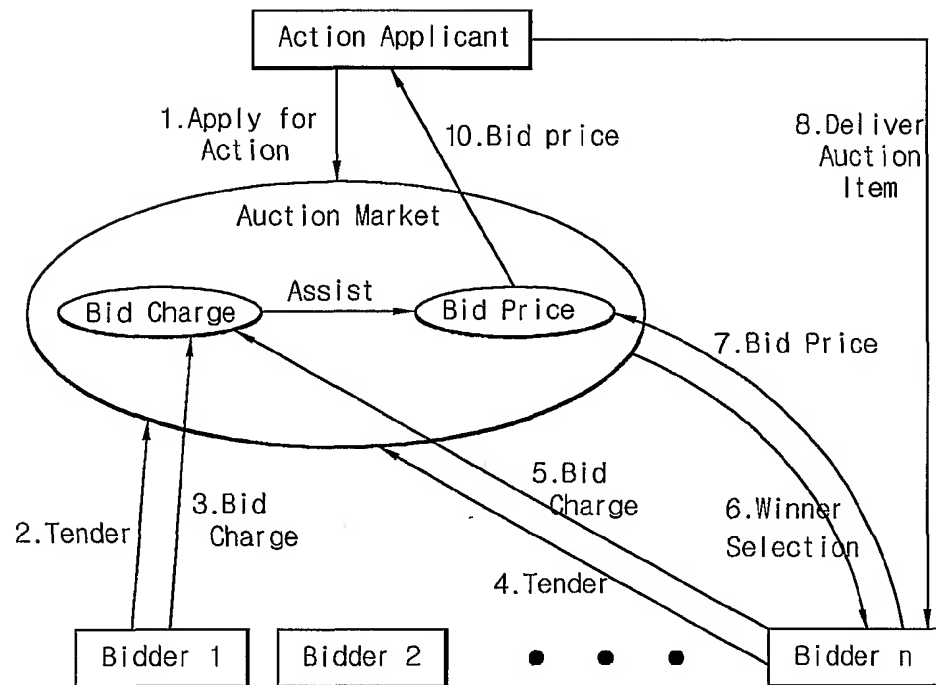 Action Applicant
1.Apply for
Action
10.Bid price
8.Deliver
Auction
Item
Auction Market
Assist
Bid Charge
Bid Price
7.Bid Price
5.Bid
Charge
3.Bid
Charge
2.Tender
6.Winner
Selection
4.Tender
Bidder 1
Bidder 2
Bidder n